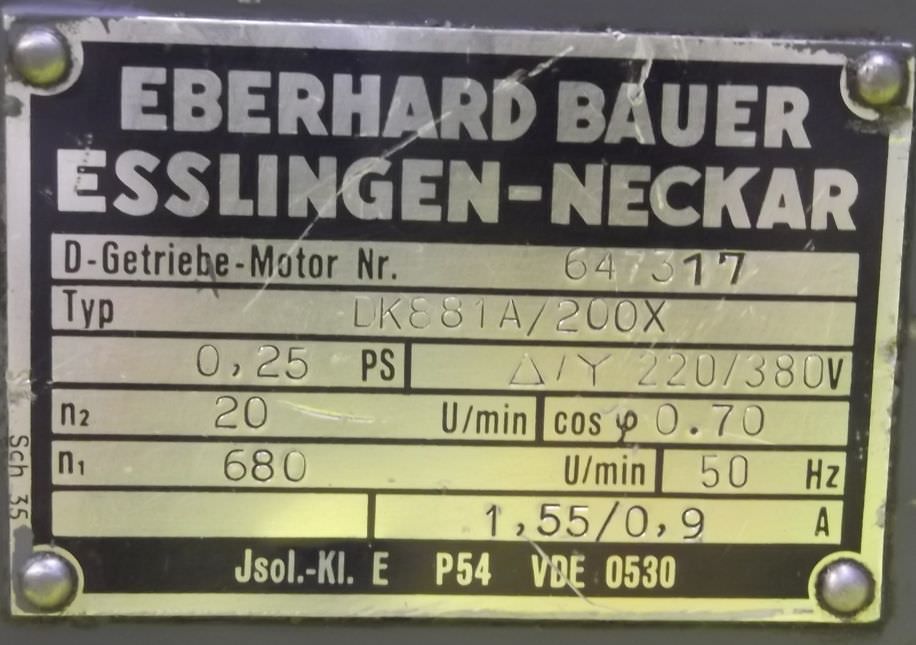 EBERHARD BAUER
ESSLINGEN-NECKAR
D-Getriebe-Motor Nr. 647317
Typ DK881A/200X
0,25 PS Δ/Y 220/380V
n₂ 20 U/min cos φ 0.70
n₁ 680 U/min 50 Hz
1,55/0,9 A
Jsol.-Kl. E P54 VDE 0530
Sch 35